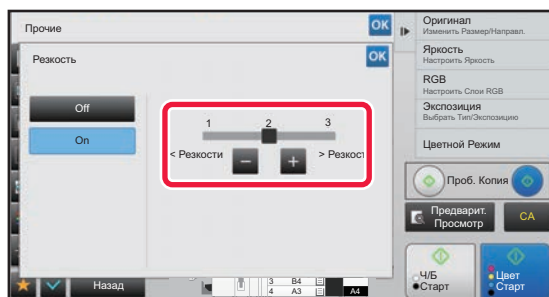 Прочие
OK
Резкость
OK
Off
On
1 2 3
< Резкости
> Резкост
Назад
3 B4
4 A3
A4
Оригинал
Изменить Размер/Направл.
Яркость
Настроить Яркость
RGB
Настроить Слои RGB
Экспозиция
Выбрать Тип/Экспозицию
Цветной Режим
Проб. Копия
Предварит.
Просмотр
CA
Ч/Б
Старт
Цвет
Старт